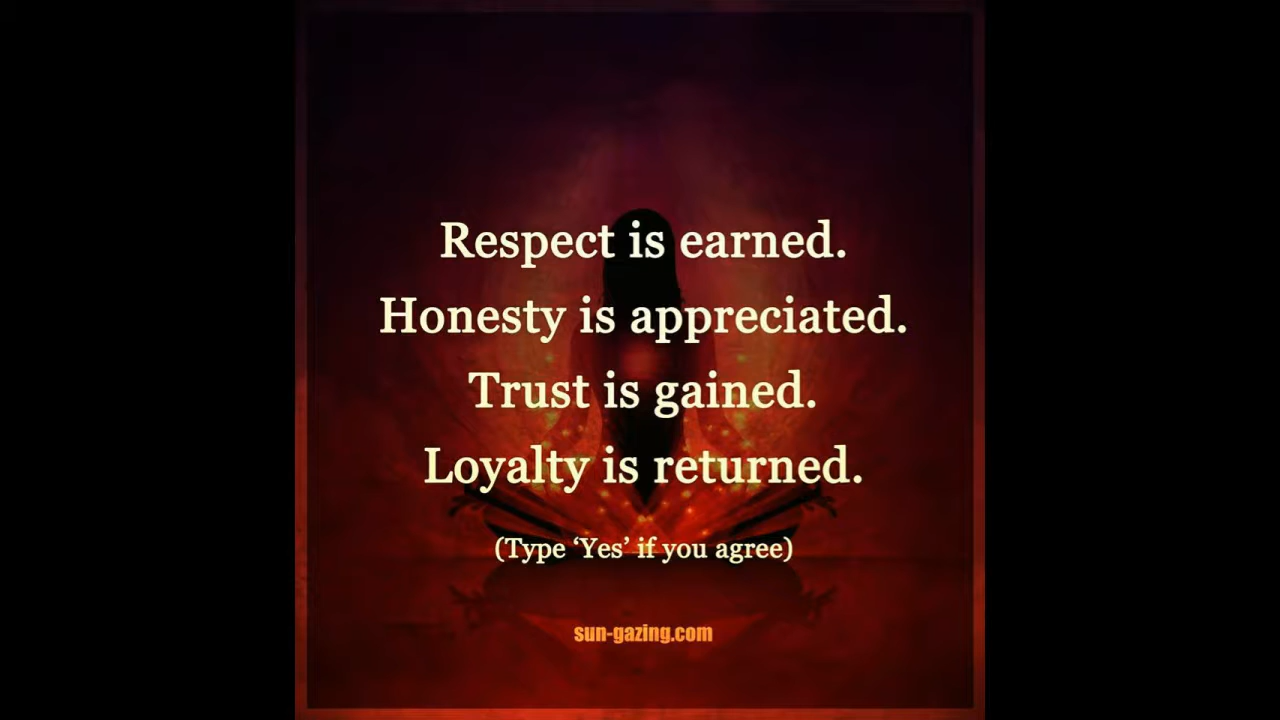 Respect is earned.
Honesty is appreciated.
Trust is gained.
Loyalty is returned.
(Type ‘Yes’ if you agree)
sun-gazing.com